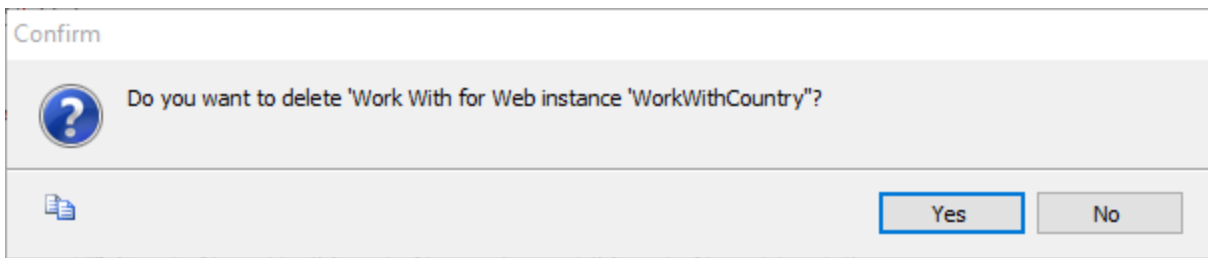 Confirm
Do you want to delete 'Work With for Web instance 'WorkWithCountry''?
Yes
No